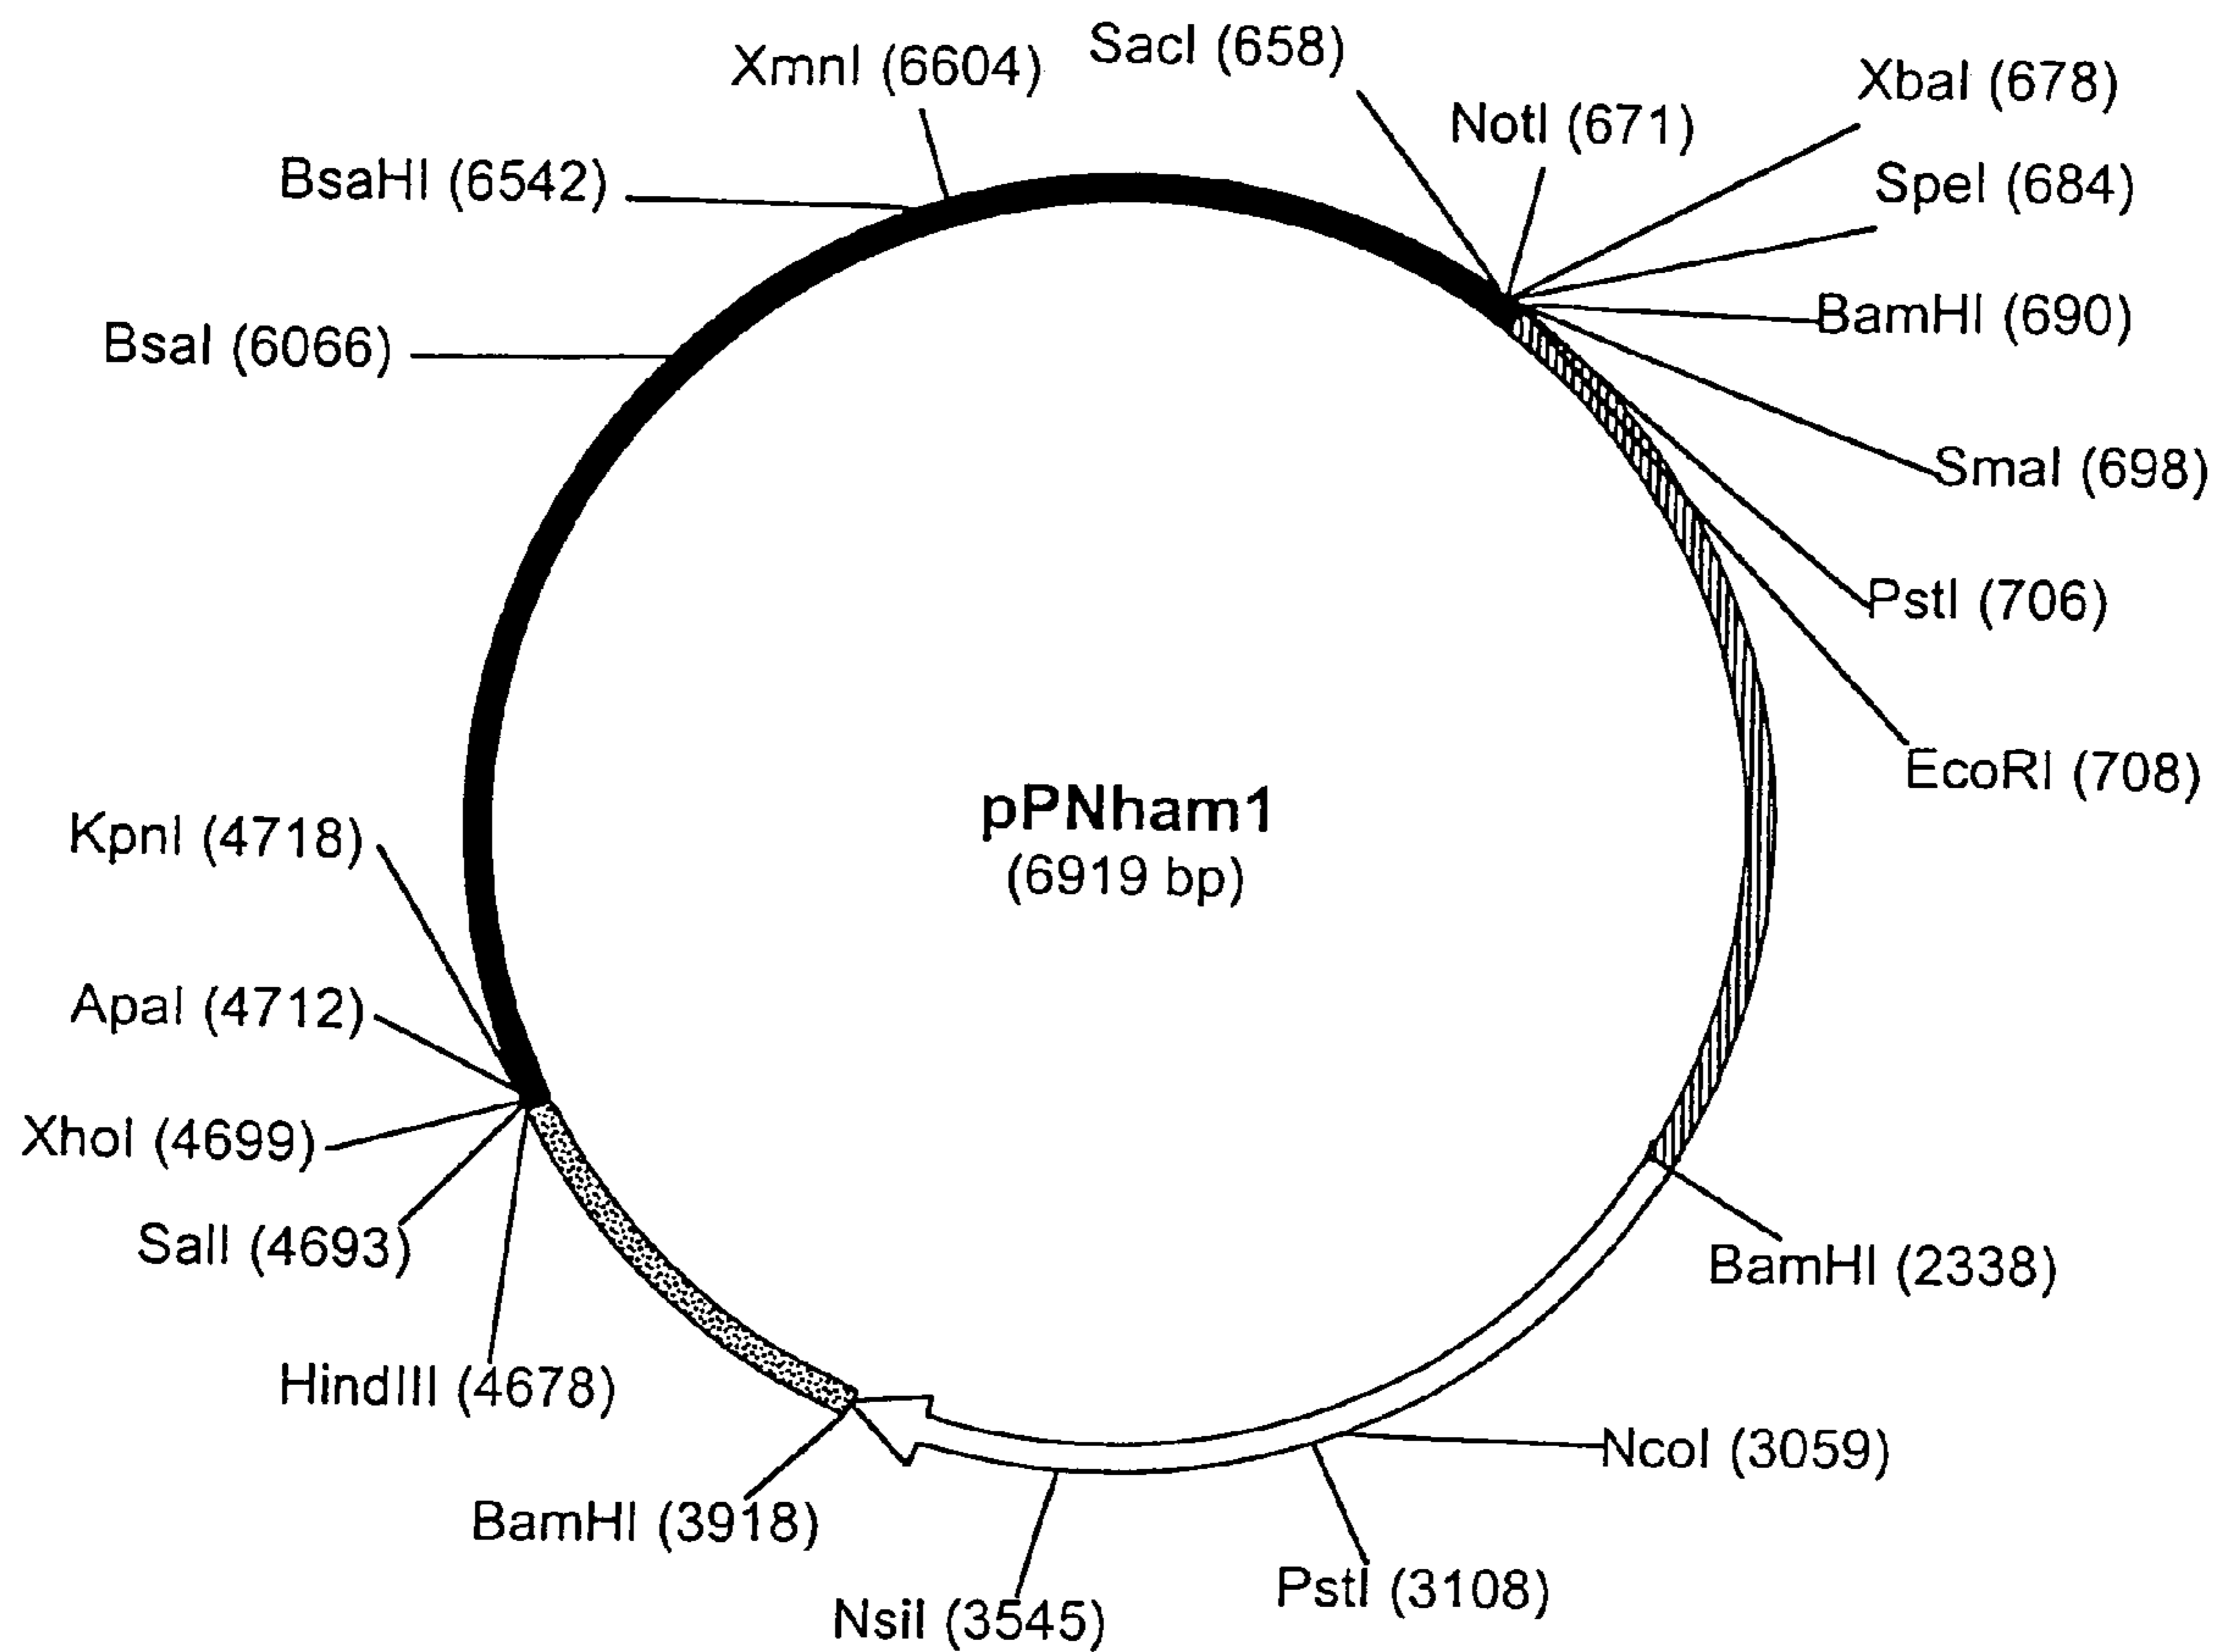 SacI (658)
XmnI (6604)
XbaI (678)
NotI (671)
BsaHI (6542)
SpeI (684)
BamHI (690)
BsaI (6066)
SmaI (698)
PstI (706)
EcoRI (708)
pPNham1
(6919 bp)
KpnI (4718)
ApaI (4712)
XhoI (4699)
SalI (4693)
BamHI (2338)
HindIII (4678)
NcoI (3059)
BamHI (3918)
PstI (3108)
NsiI (3545)